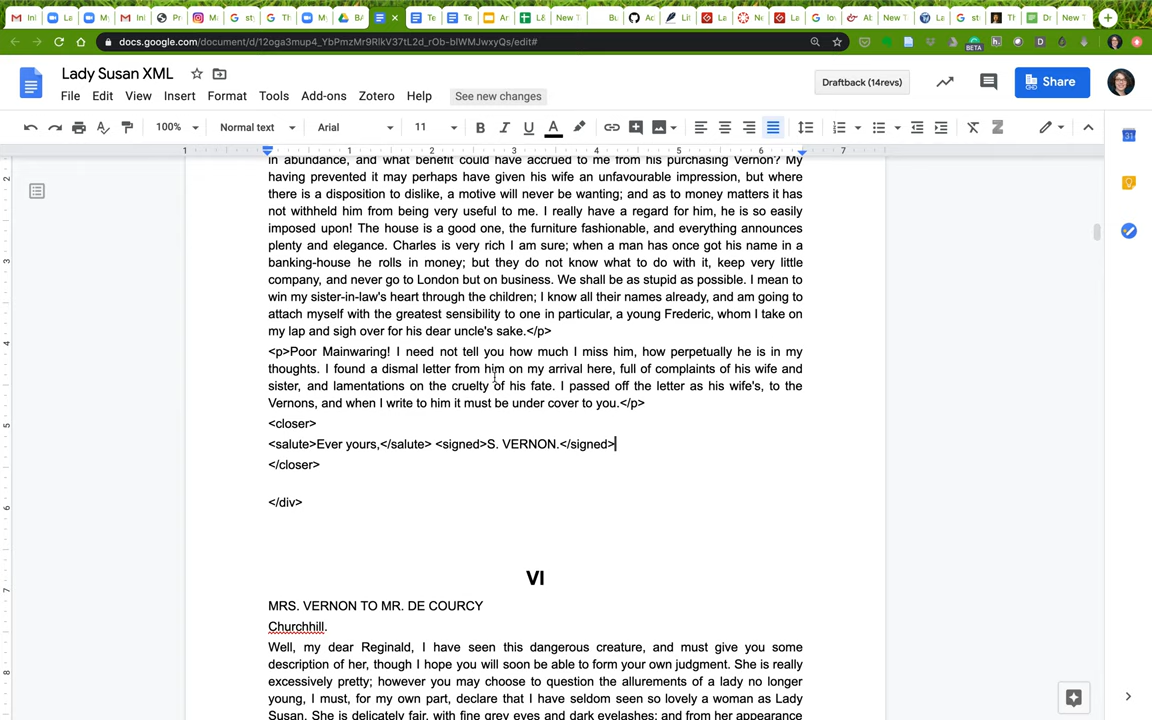 docs.google.com/document/d/12oga3mup4_YbPmzMr9RlkV37tL2d_rOb-blWMJwxyQs/edit#
Lady Susan XML
File Edit View Insert Format Tools Add-ons Zotero Help See new changes
Draftback (14revs)
Share
100% Normal text Arial 11
in abundance, and what benefit could have accrued to me from his purchasing Vernon? My
having prevented it may perhaps have given his wife an unfavourable impression, but where
there is a disposition to dislike, a motive will never be wanting; and as to money matters it has
not withheld him from being very useful to me. I really have a regard for him, he is so easily
imposed upon! The house is a good one, the furniture fashionable, and everything announces
plenty and elegance. Charles is very rich I am sure; when a man has once got his name in a
banking-house he rolls in money; but they do not know what to do with it, keep very little
company, and never go to London but on business. We shall be as stupid as possible. I mean to
win my sister-in-law's heart through the children; I know all their names already, and am going to
attach myself with the greatest sensibility to one in particular, a young Frederic, whom I take on
my lap and sigh over for his dear uncle's sake.</p>
<p>Poor Mainwaring! I need not tell you how much I miss him, how perpetually he is in my
thoughts. I found a dismal letter from him on my arrival here, full of complaints of his wife and
sister, and lamentations on the cruelty of his fate. I passed off the letter as his wife's, to the
Vernons, and when I write to him it must be under cover to you.</p>
<closer>
<salute>Ever yours,</salute> <signed>S. VERNON.</signed>
</closer>
</div>
VI
MRS. VERNON TO MR. DE COURCY
Churchhill.
Well, my dear Reginald, I have seen this dangerous creature, and must give you some
description of her, though I hope you will soon be able to form your own judgment. She is really
excessively pretty; however you may choose to question the allurements of a lady no longer
young, I must, for my own part, declare that I have seldom seen so lovely a woman as Lady
Susan. She is delicately fair, with fine grey eyes and dark eyelashes; and from her appearance